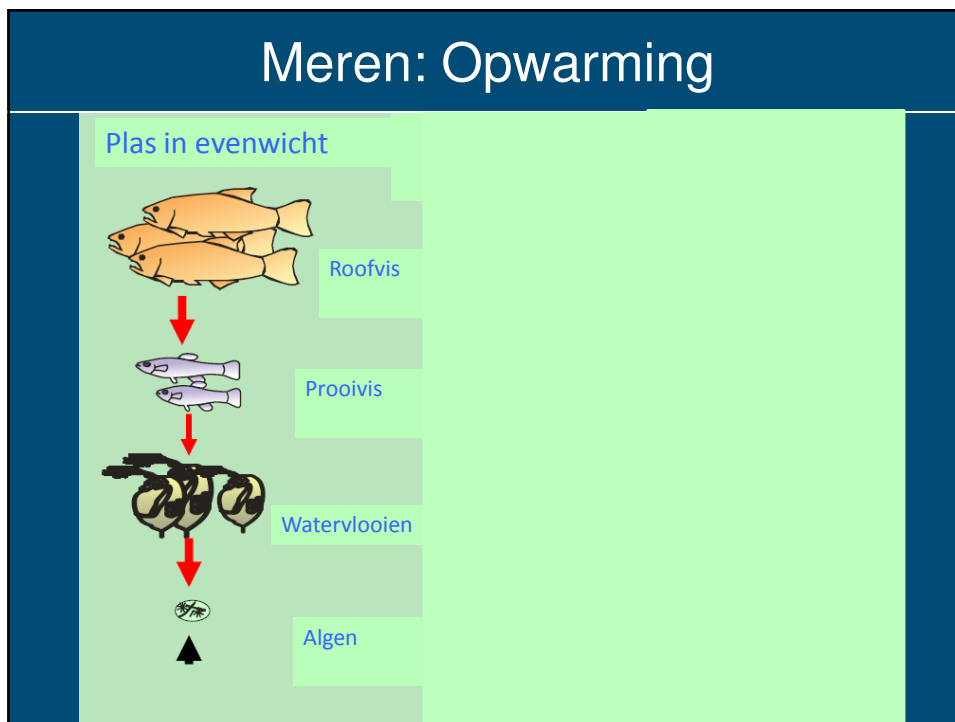 Meren: Opwarming
Plas in evenwicht
Roofvis
Prooivis
Watervlooien
Algen